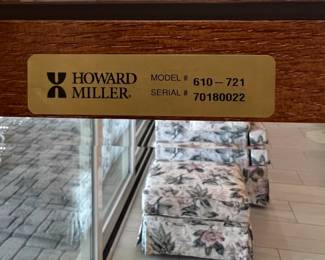 HOWARD MILLER®
MODEL # 610-721
SERIAL # 70180022